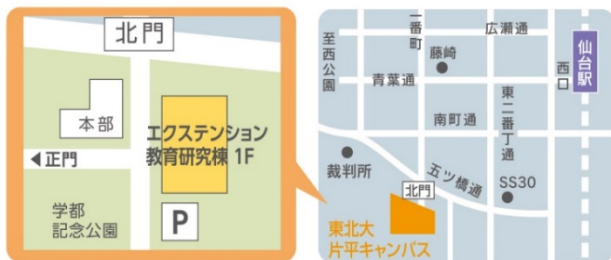 北門
本部
エクステンション
教育研究棟 1F
◀正門
学都
記念公園
P
至西公園
一番町
広瀬通
藤崎
青葉通
西口
仙台駅
南町通
東二番丁通
裁判所
五ツ橋通
北門
SS30
東北大
片平キャンパス